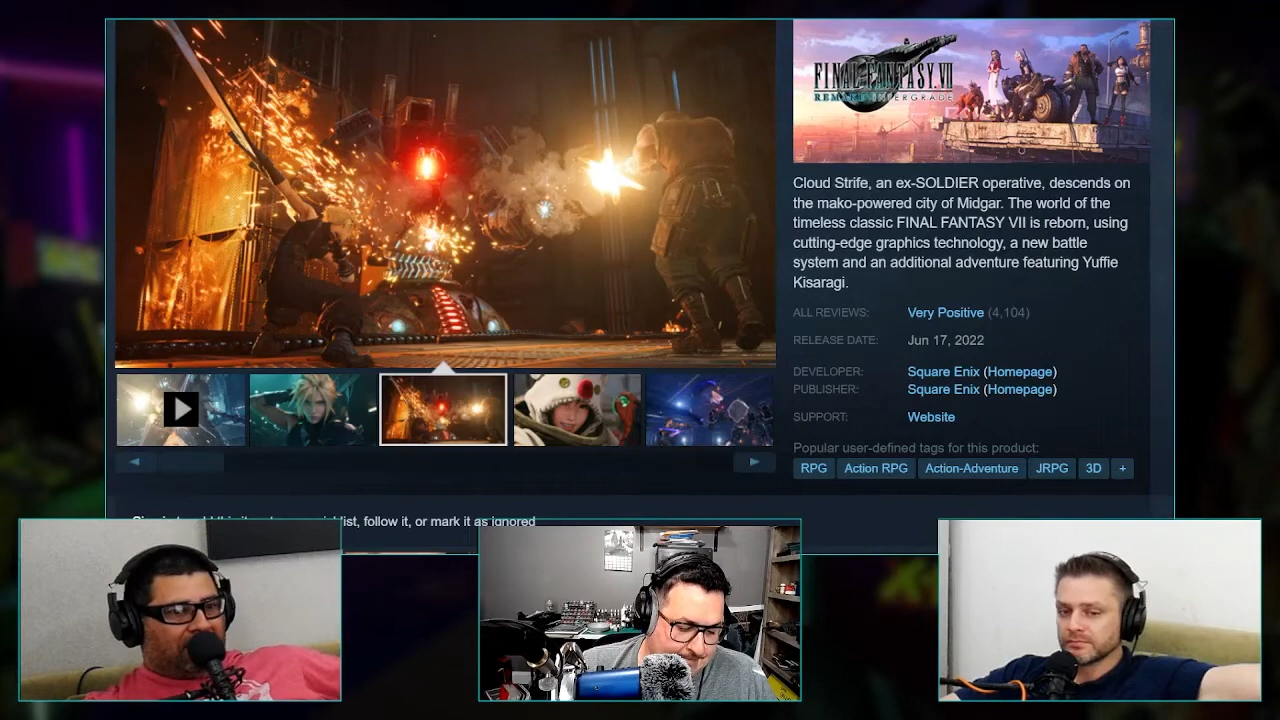 FINAL FANTASY VII
REMAKE INTERGRADE
Cloud Strife, an ex-SOLDIER operative, descends on
the mako-powered city of Midgar. The world of the
timeless classic FINAL FANTASY VII is reborn, using
cutting-edge graphics technology, a new battle
system and an additional adventure featuring Yuffie
Kisaragi.
ALL REVIEWS: Very Positive (4,104)
RELEASE DATE: Jun 17, 2022
DEVELOPER: Square Enix (Homepage)
PUBLISHER: Square Enix (Homepage)
SUPPORT: Website
Popular user-defined tags for this product:
RPG Action RPG Action-Adventure JRPG 3D +
follow it, or mark it as ignored